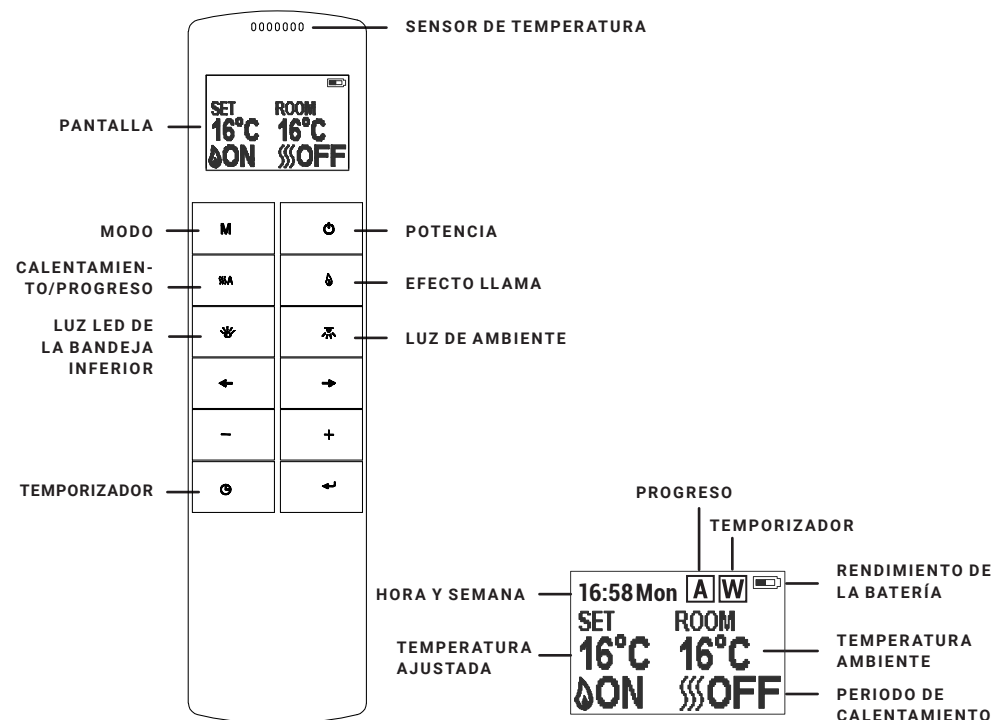 0000000
SENSOR DE TEMPERATURA
PANTALLA
SET ROOM
16°C 16°C
ON OFF
MODO
M
POTENCIA
CALENTAMIEN-
TO/PROGRESO
A
EFECTO LLAMA
LUZ LED DE
LA BANDEJA
INFERIOR
LUZ DE AMBIENTE
- +
TEMPORIZADOR
PROGRESO
TEMPORIZADOR
HORA Y SEMANA
16:58 Mon A W
RENDIMIENTO DE
LA BATERÍA
SET ROOM
TEMPERATURA
AJUSTADA
16°C 16°C
TEMPERATURA
AMBIENTE
ON OFF
PERIODO DE
CALENTAMIENTO